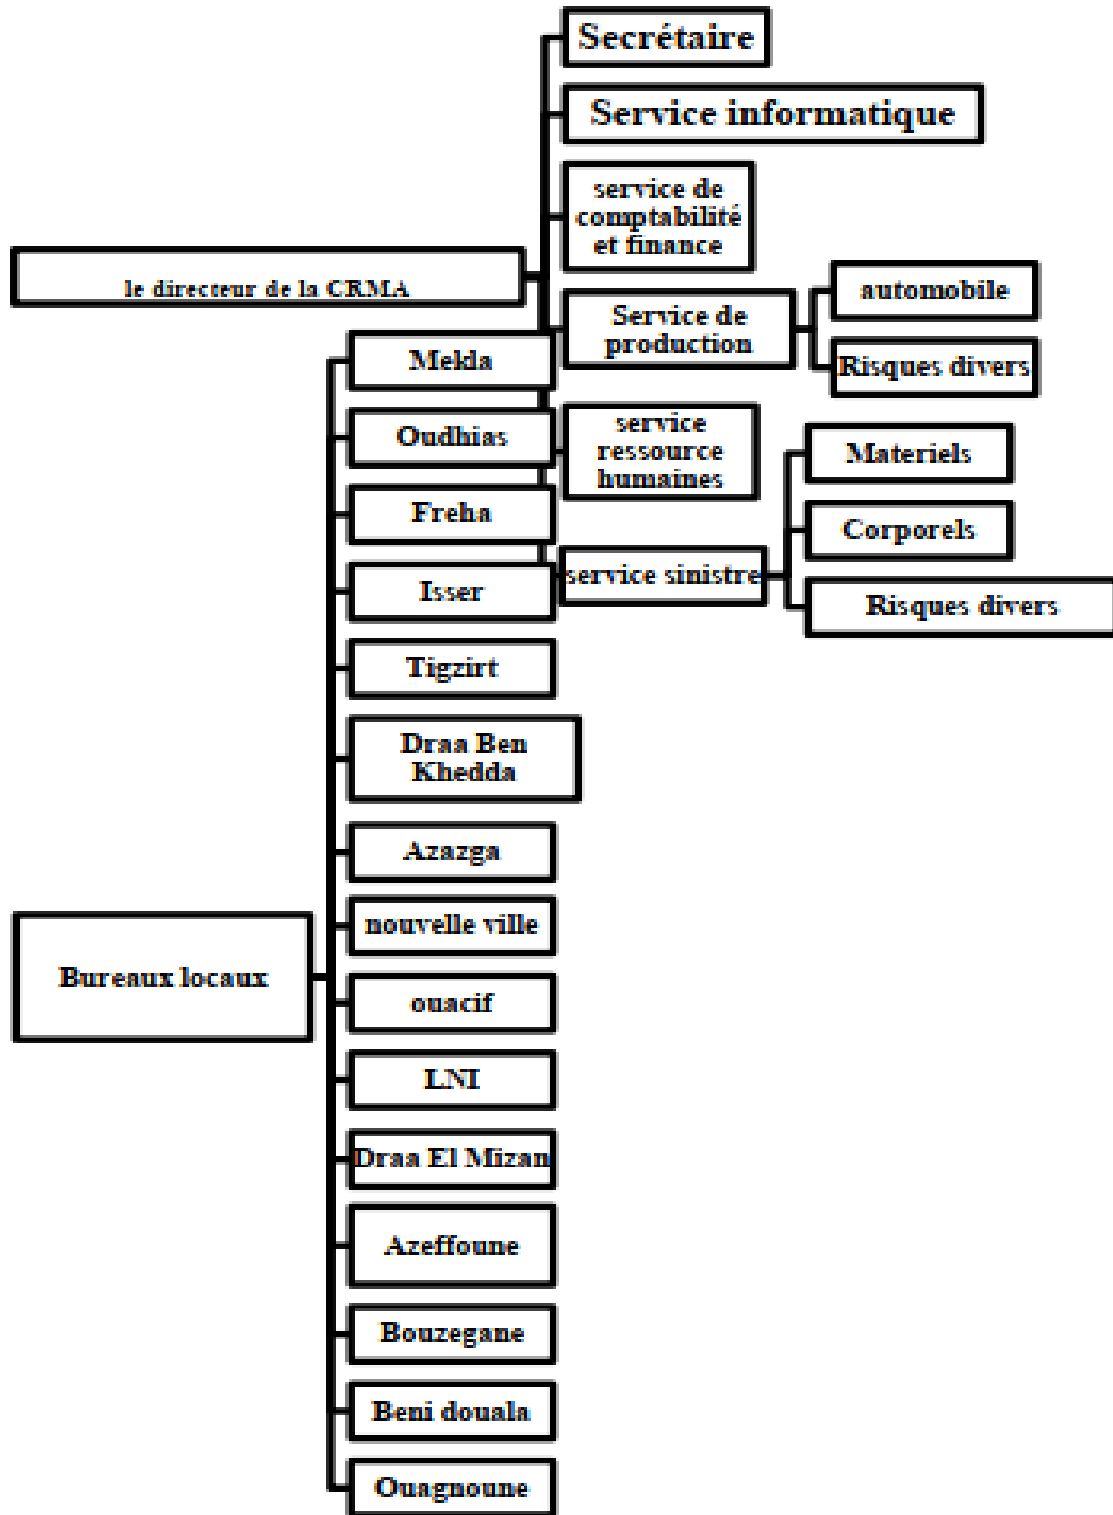 Secrétaire
Service informatique
service de
comptabilité
et finance
le directeur de la CRMA
automobile
Service de
production
Risques divers
Mekla
Oudhias
service
ressource
humaines
Materiels
Freha
Corporels
Isser
service sinistre
Risques divers
Tigzirt
Draa Ben
Khedda
Azazga
nouvelle ville
Bureaux locaux
ouacif
LNI
Draa El Mizan
Azeffoune
Bouzegane
Beni douala
Ouagnoune